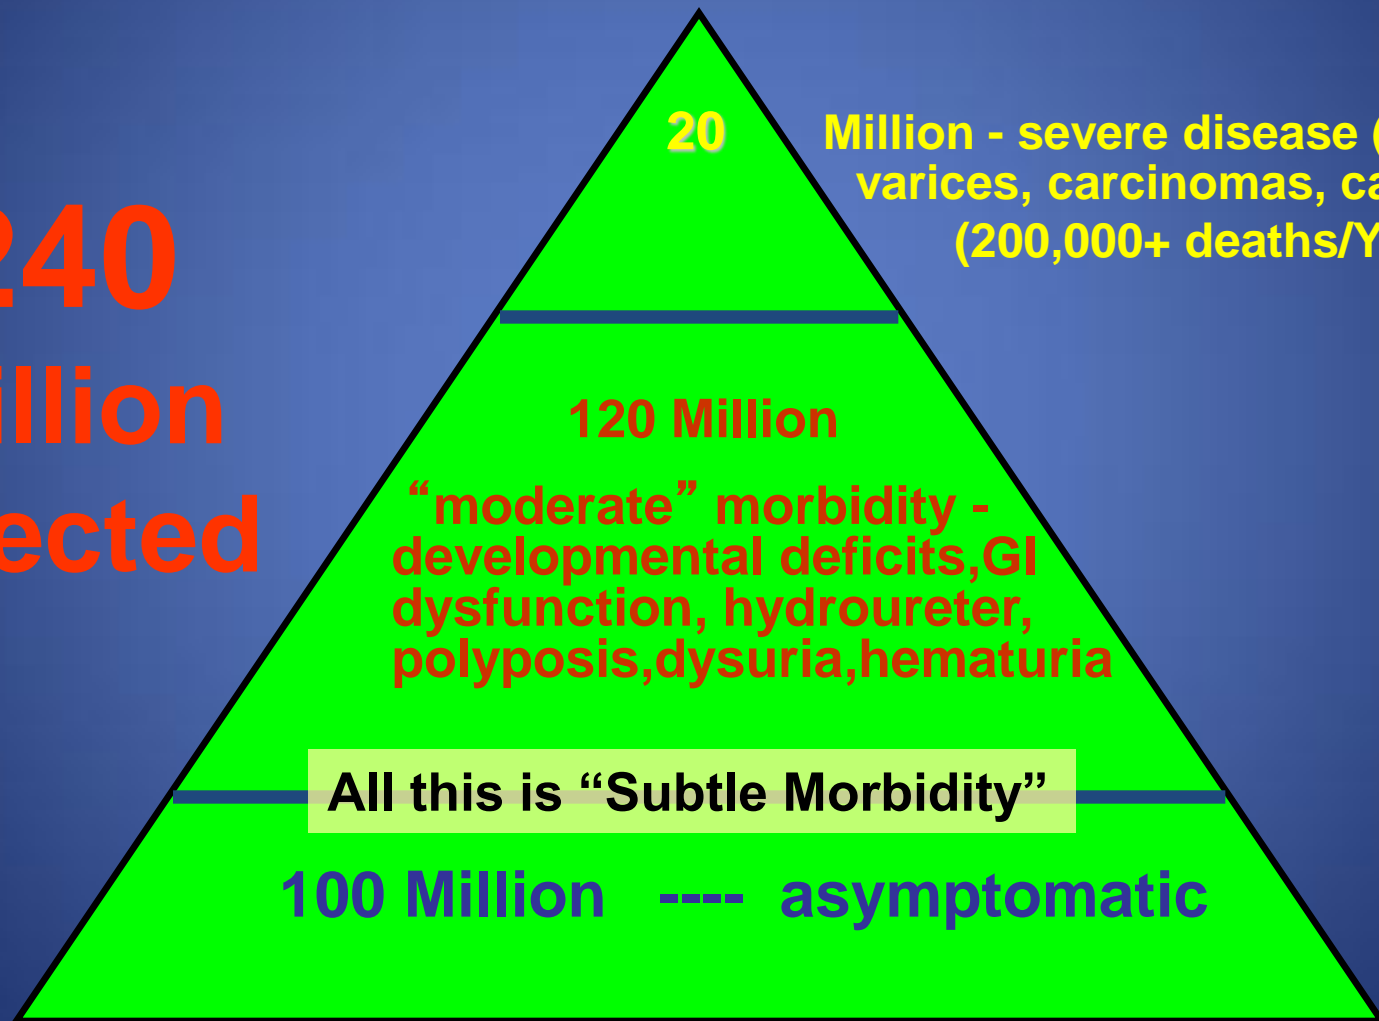 240
illion
ected
20 Million - severe disease (
varices, carcinomas, ca
(200,000+ deaths/Y
120 Million
“moderate” morbidity -
developmental deficits,GI
dysfunction, hydroureter,
polyposis,dysuria,hematuria
All this is “Subtle Morbidity”
100 Million ---- asymptomatic